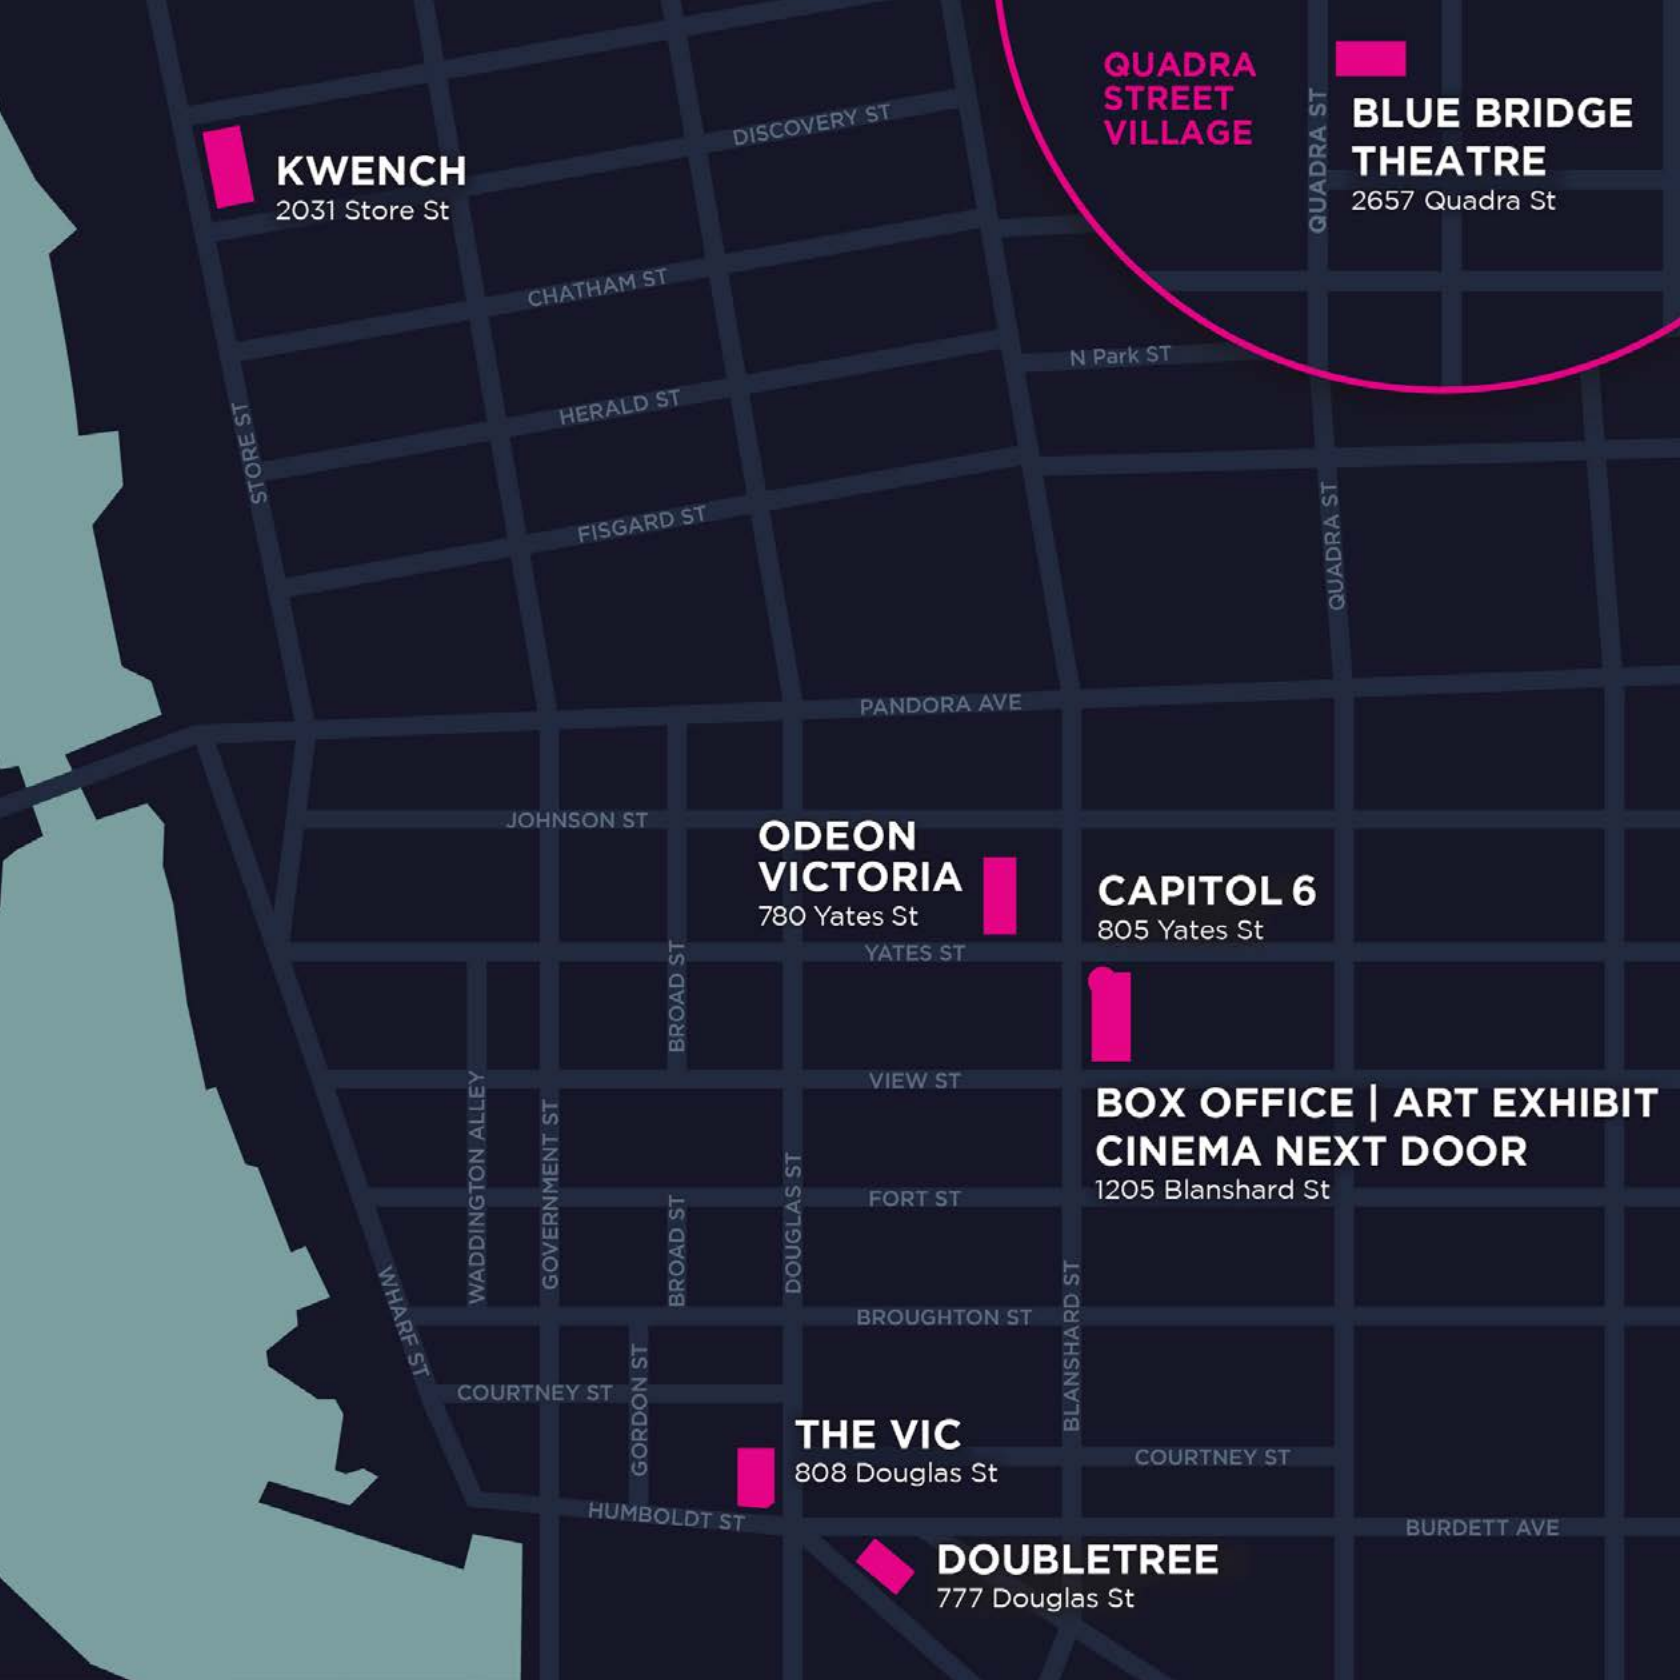 QUADRA
STREET
VILLAGE
QUADRA ST
BLUE BRIDGE
THEATRE
2657 Quadra St
DISCOVERY ST
KWENCH
2031 Store St
CHATHAM ST
N Park ST
HERALD ST
STORE ST
FISGARD ST
QUADRA ST
PANDORA AVE
JOHNSON ST
ODEON
VICTORIA
780 Yates St
CAPITOL 6
805 Yates St
YATES ST
BROAD ST
VIEW ST
BOX OFFICE | ART EXHIBIT
CINEMA NEXT DOOR
1205 Blanshard St
WADDINGTON ALLEY
GOVERNMENT ST
BROAD ST
DOUGLAS ST
FORT ST
WHARF ST
BROUGHTON ST
BLANSHARD ST
COURTNEY ST
GORDON ST
THE VIC
808 Douglas St
COURTNEY ST
HUMBOLDT ST
BURDETT AVE
DOUBLETREE
777 Douglas St